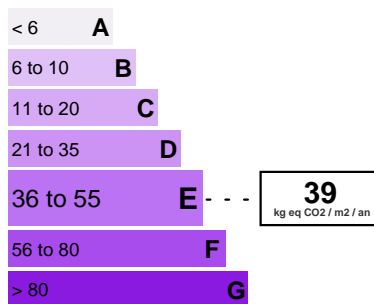 < 6 A
6 to 10 B
11 to 20 C
21 to 35 D
36 to 55 E
39
kg eq CO2 / m2 / an
56 to 80 F
> 80 G